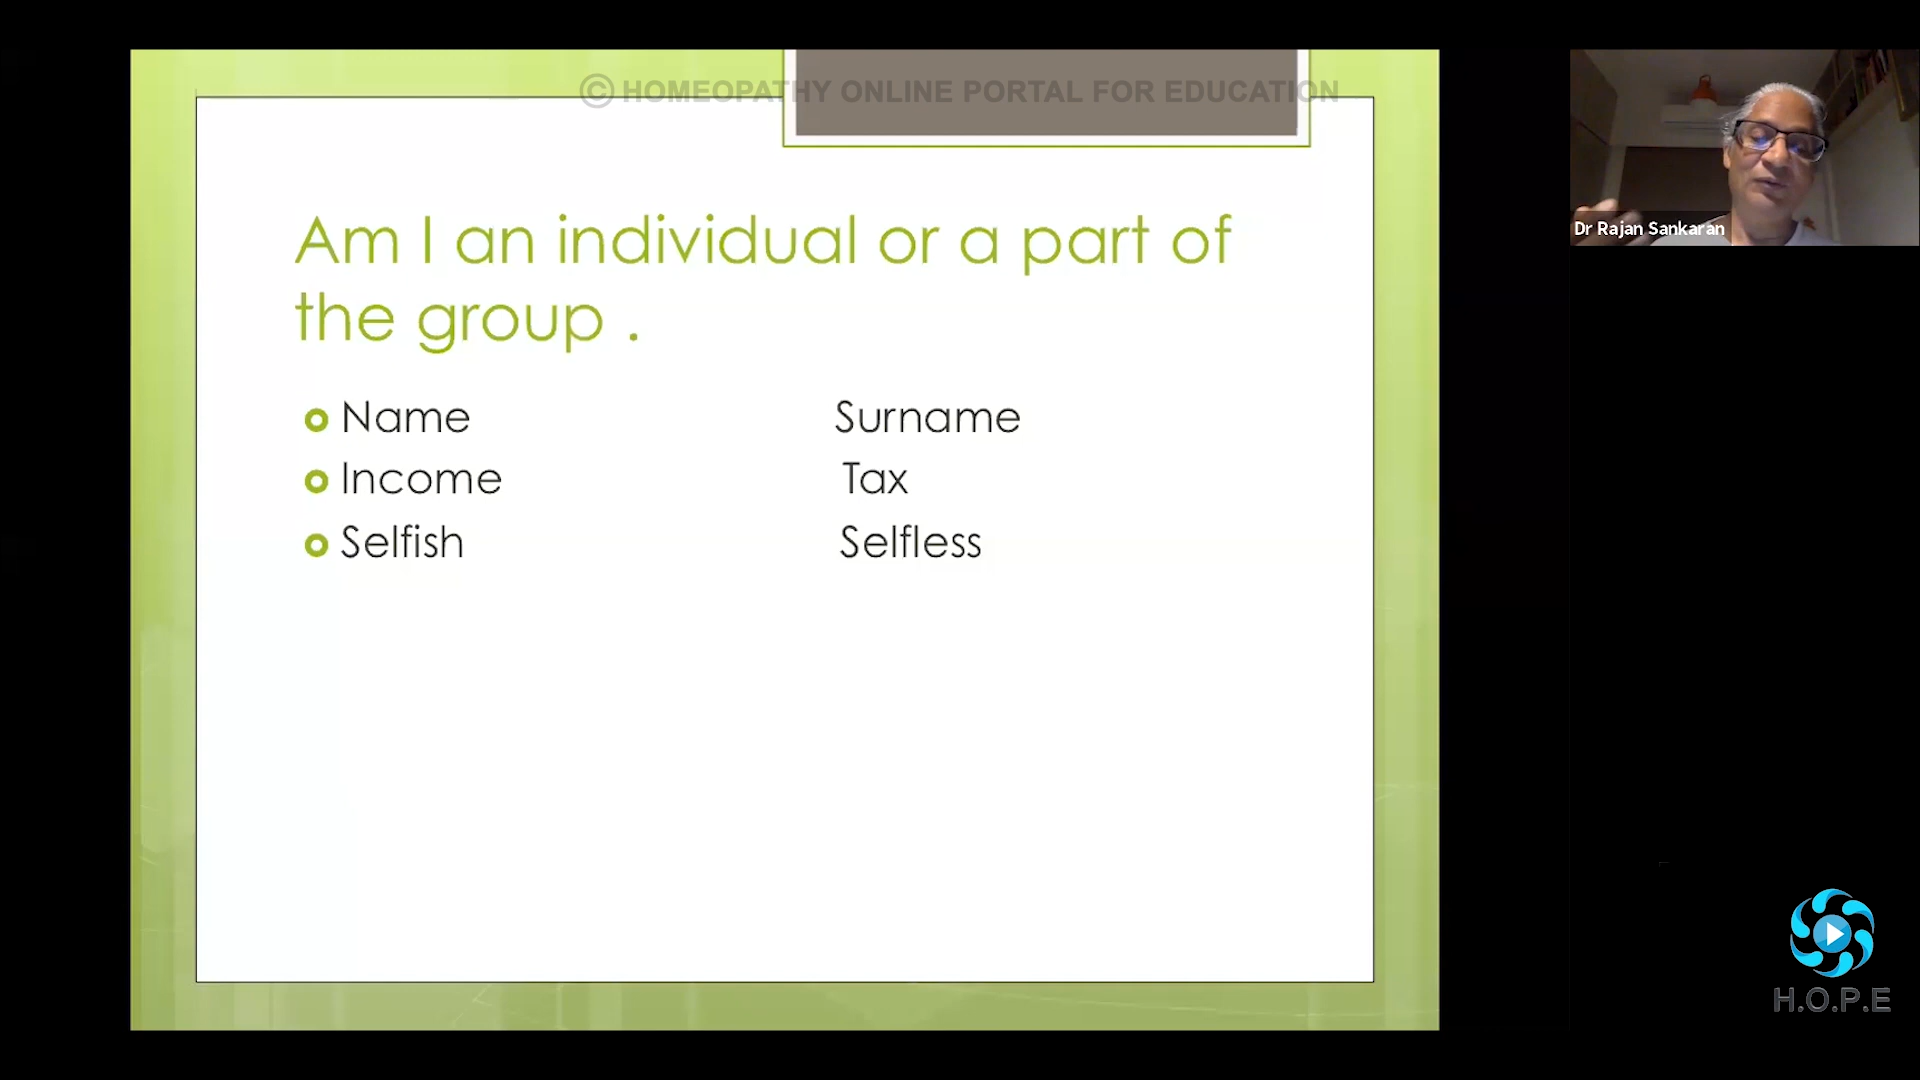 © HOMEOPATHY ONLINE PORTAL FOR EDUCATION
Am I an individual or a part of
the group .
Name Surname
Income Tax
Selfish Selfless
Dr Rajan Sankaran
H.O.P.E